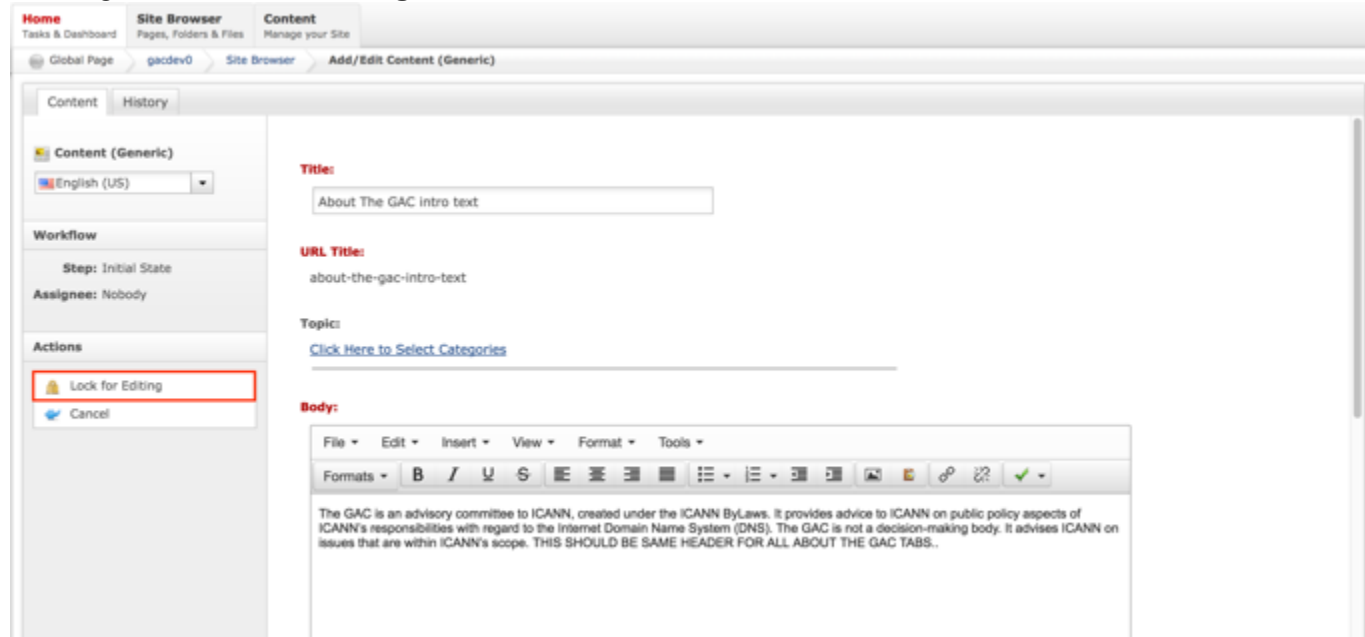 Home Site Browser Content
Tasks & Dashboard Pages, Folders & Files Manage your Site
Global Page gacdev0 Site Browser Add/Edit Content (Generic)
Content History
Content (Generic)
English (US)
Workflow
Step: Initial State
Assignee: Nobody
Actions
Lock for Editing
Cancel
Title:
About The GAC intro text
URL Title:
about-the-gac-intro-text
Topic:
Click Here to Select Categories
Body:
File Edit Insert View Format Tools
Formats B I U S
The GAC is an advisory committee to ICANN, created under the ICANN ByLaws. It provides advice to ICANN on public policy aspects of
ICANN's responsibilities with regard to the Internet Domain Name System (DNS). The GAC is not a decision-making body. It advises ICANN on
issues that are within ICANN's scope. THIS SHOULD BE SAME HEADER FOR ALL ABOUT THE GAC TABS..